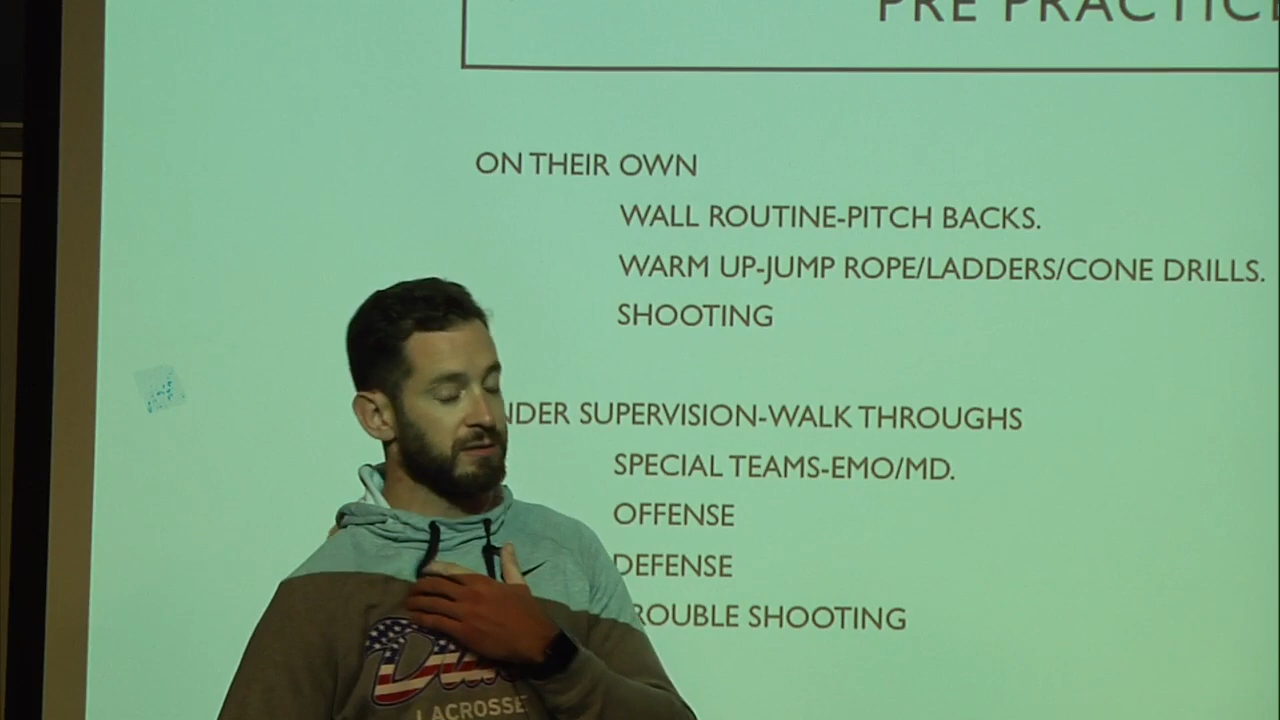 PRE PRACTIC
ON THEIR OWN
WALL ROUTINE-PITCH BACKS.
WARM UP-JUMP ROPE/LADDERS/CONE DRILLS.
SHOOTING
NDER SUPERVISION-WALK THROUGHS
SPECIAL TEAMS-EMO/MD.
OFFENSE
DEFENSE
ROUBLE SHOOTING
LACROSSE